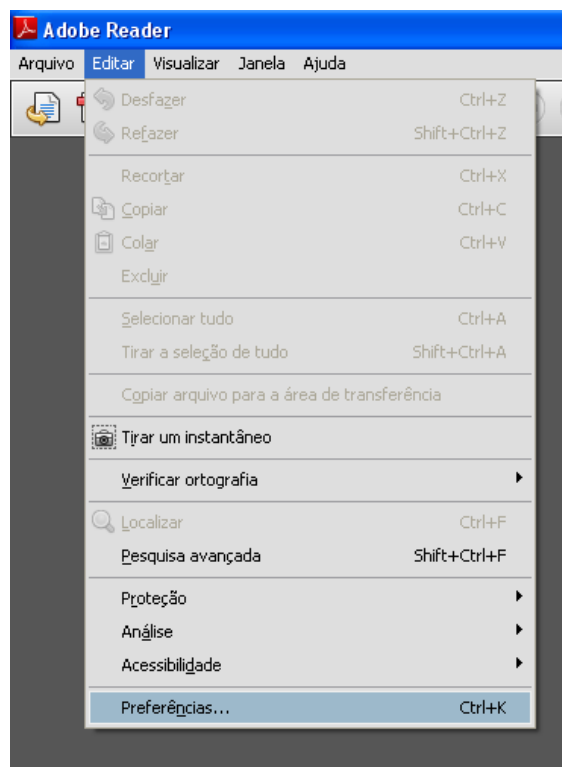 Adobe Reader
Arquivo Editar Visualizar Janela Ajuda
Desfazer Ctrl+Z
Refazer Shift+Ctrl+Z
Recortar Ctrl+X
Copiar Ctrl+C
Colar Ctrl+V
Excluir
Selecionar tudo Ctrl+A
Tirar a seleção de tudo Shift+Ctrl+A
Copiar arquivo para a área de transferência
Tirar um instantâneo
Verificar ortografia
Localizar Ctrl+F
Pesquisa avançada Shift+Ctrl+F
Proteção
Análise
Acessibilidade
Preferências... Ctrl+K